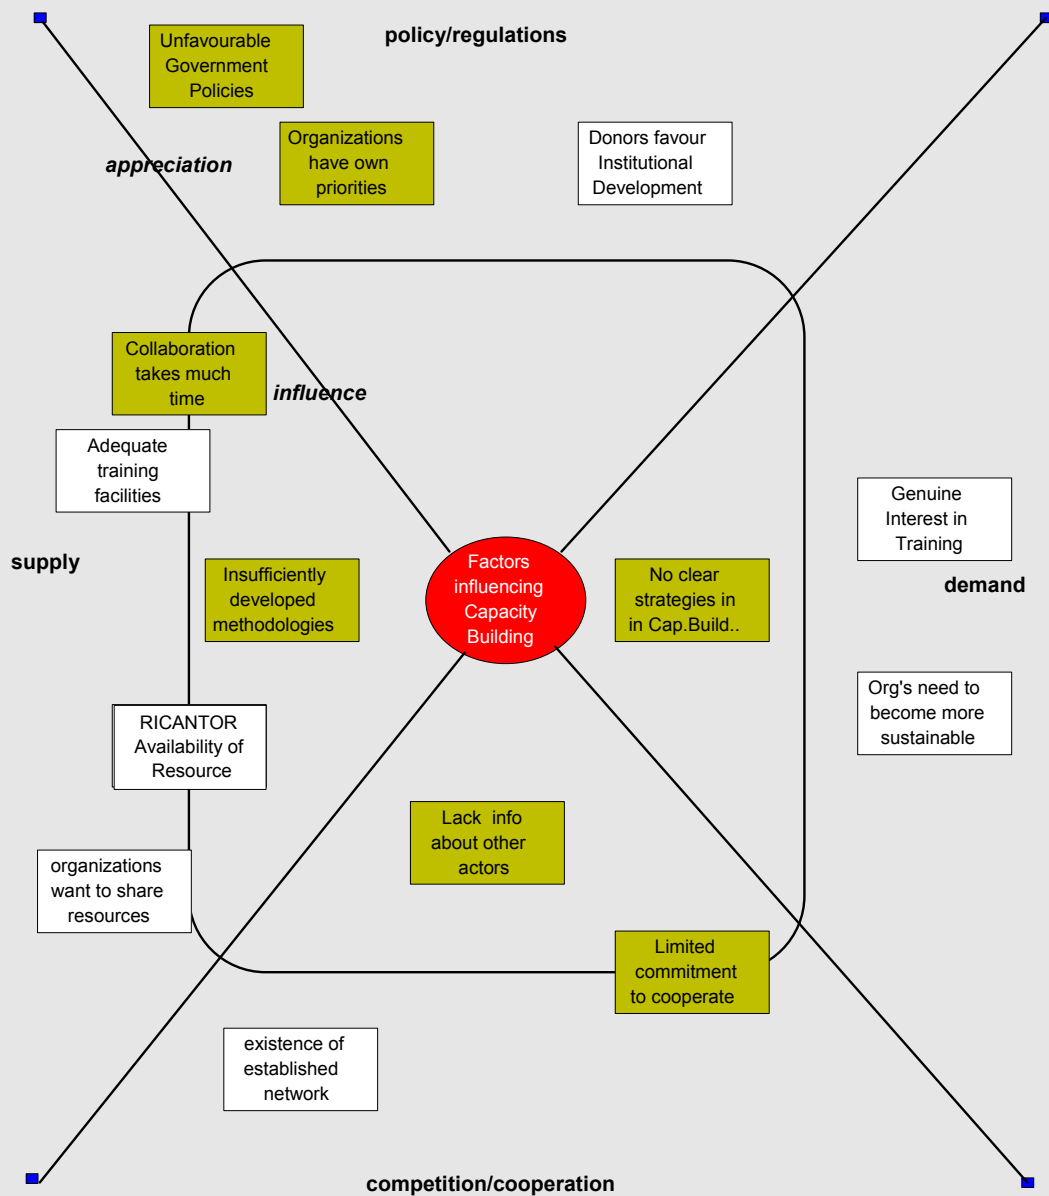 policy/regulations
Unfavourable
Government
Policies
Organizations
have own
priorities
Donors favour
Institutional
Development
appreciation
Collaboration
takes much
time
influence
Adequate
training
facilities
Genuine
Interest in
Training
supply
Insufficiently
developed
methodologies
Factors
influencing
Capacity
Building
No clear
strategies in
in Cap.Build..
demand
Org's need to
become more
sustainable
RICANTOR
Availability of
Resource
Lack info
about other
actors
organizations
want to share
resources
Limited
commitment
to cooperate
existence of
established
network
competition/cooperation